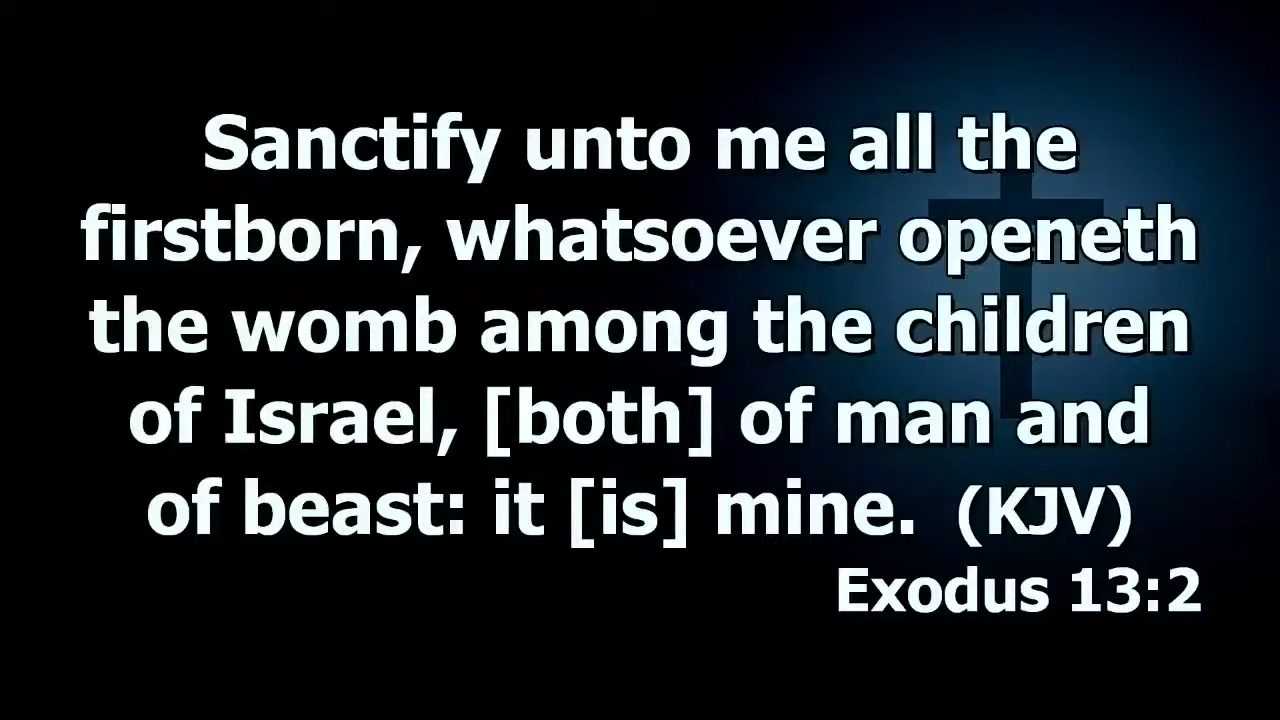 Sanctify unto me all the
firstborn, whatsoever openeth
the womb among the children
of Israel, [both] of man and
of beast: it [is] mine.  (KJV)
Exodus 13:2